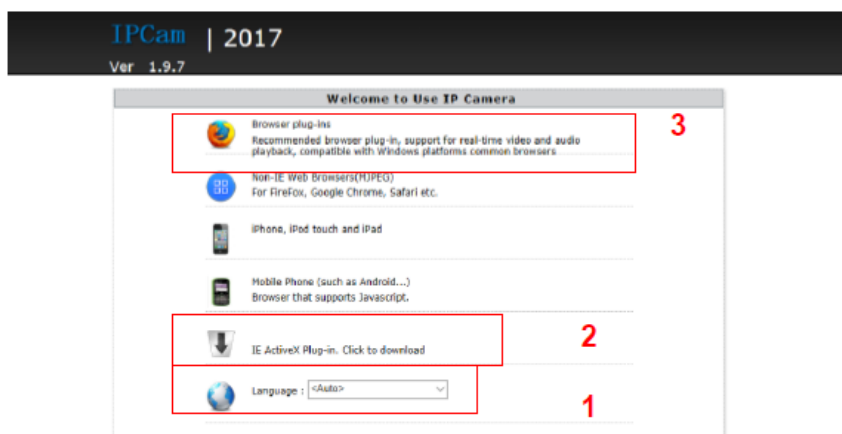 IPCam | 2017
Ver 1.9.7
Welcome to Use IP Camera
Browser plug-ins
3
Recommended browser plug-in, support for real-time video and audio
playback, compatible with Windows platforms common browsers
Non-IE Web Browsers(MJPEG)
For FireFox, Google Chrome, Safari etc.
iPhone, iPod touch and iPad
Mobile Phone (such as Android...)
Browser that supports Javascript.
2
IE ActiveX Plug-in. Click to download
Language : <Auto>
1